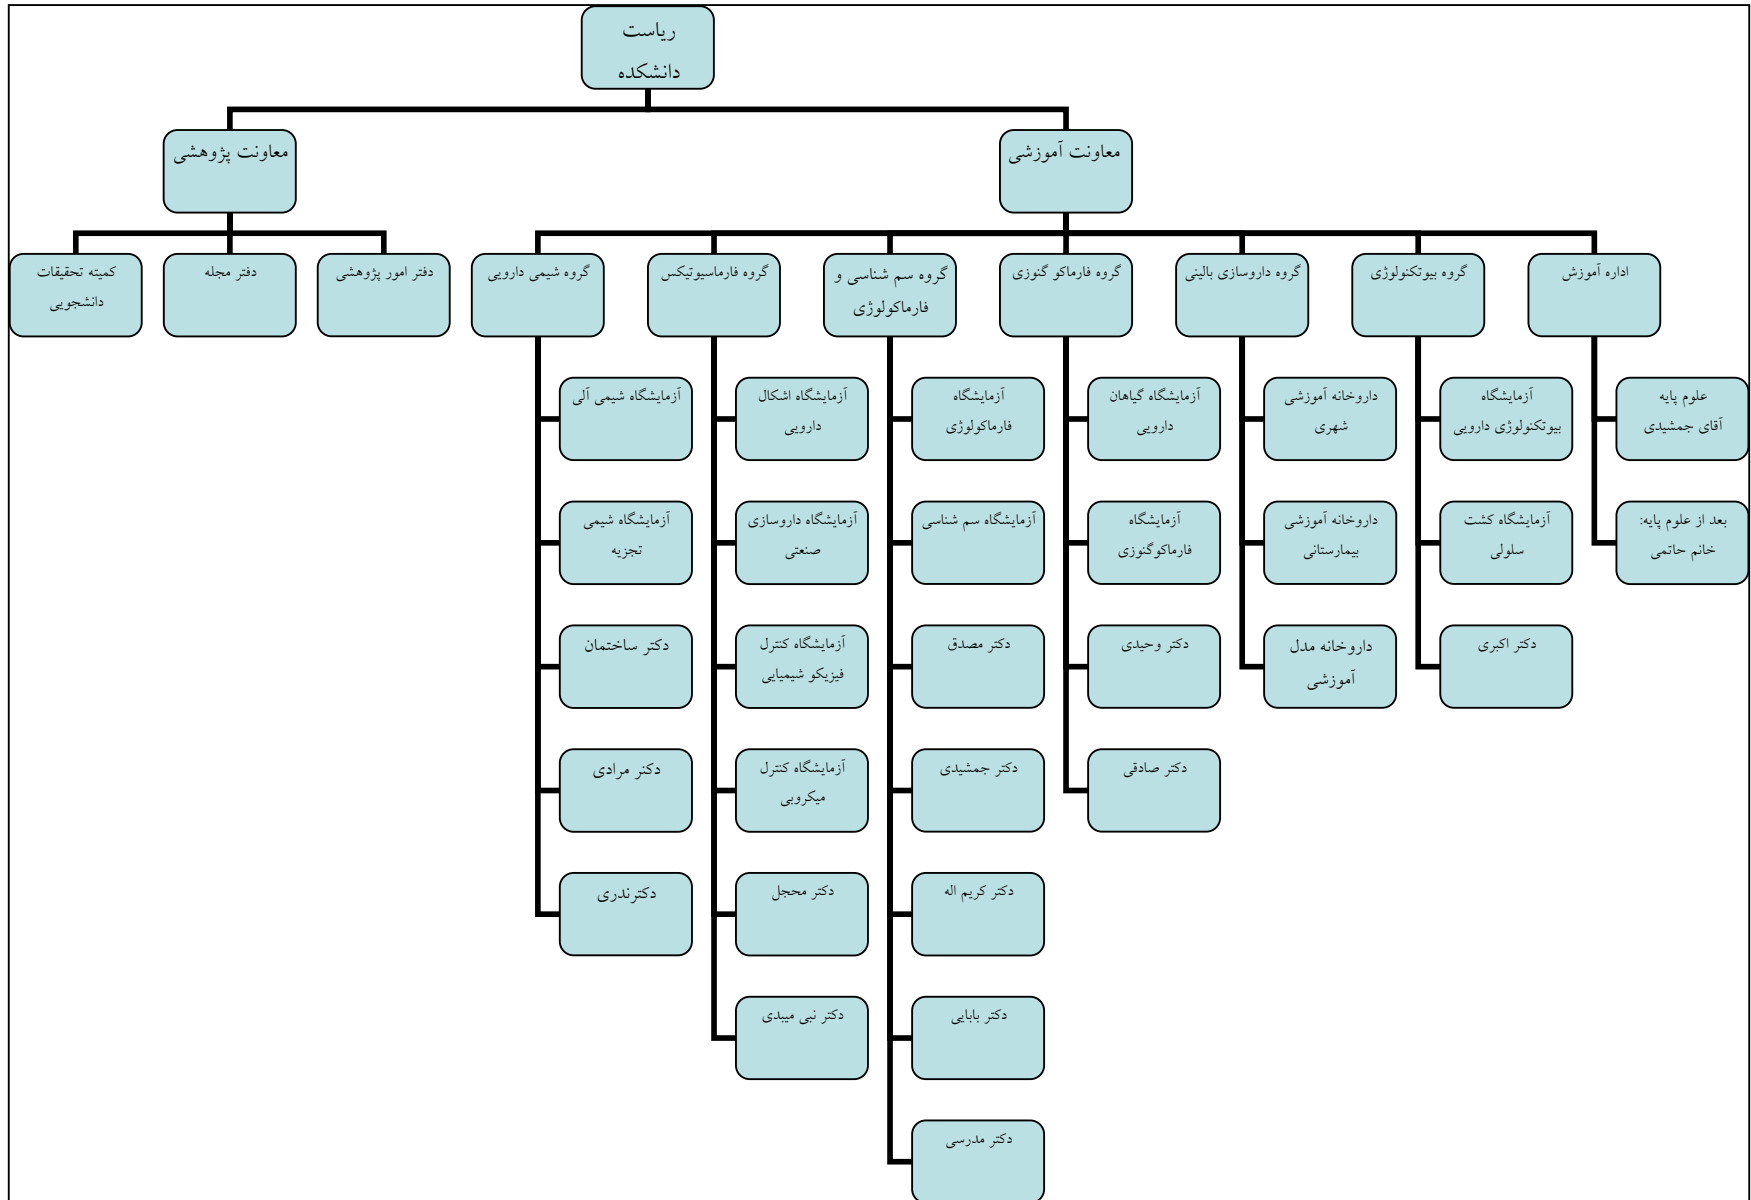 ریاست
دانشکده
معاونت آموزشی
معاونت پژوهشی
اداره آموزش
گروه بیوتکنولوژی
گروه داروسازی بالینی
گروه فارماکو گنوزی
گروه سم شناسی و
فارماکولوژی
گروه فارماسیوتیکس
گروه شیمی دارویی
دفتر امور پژوهشی
دفتر مجله
کمیته تحقیقات
دانشجویی
علوم پایه
آقای جمشیدی
بعد از علوم پایه:
خانم حاتمی
آزمایشگاه
بیوتکنولوژی دارویی
آزمایشگاه کشت
سلولی
دکتر اکبری
داروخانه آموزشی
شهری
داروخانه آموزشی
بیمارستانی
داروخانه مدل
آموزشی
آزمایشگاه گیاهان
دارویی
آزمایشگاه
فارماکوگنوزی
دکتر وحیدی
دکتر صادقی
آزمایشگاه
فارماکولوژی
آزمایشگاه سم شناسی
دکتر مصدق
دکتر جمشیدی
دکتر کریم اله
دکتر بابایی
دکتر مدرسی
آزمایشگاه اشکال
دارویی
آزمایشگاه داروسازی
صنعتی
آزمایشگاه کنترل
فیزیکو شیمیایی
آزمایشگاه کنترل
میکروبی
دکتر محجل
دکتر نبی میبدی
آزمایشگاه شیمی آلی
آزمایشگاه شیمی
تجزیه
دکتر ساختمان
دکنر مرادی
دکترندری